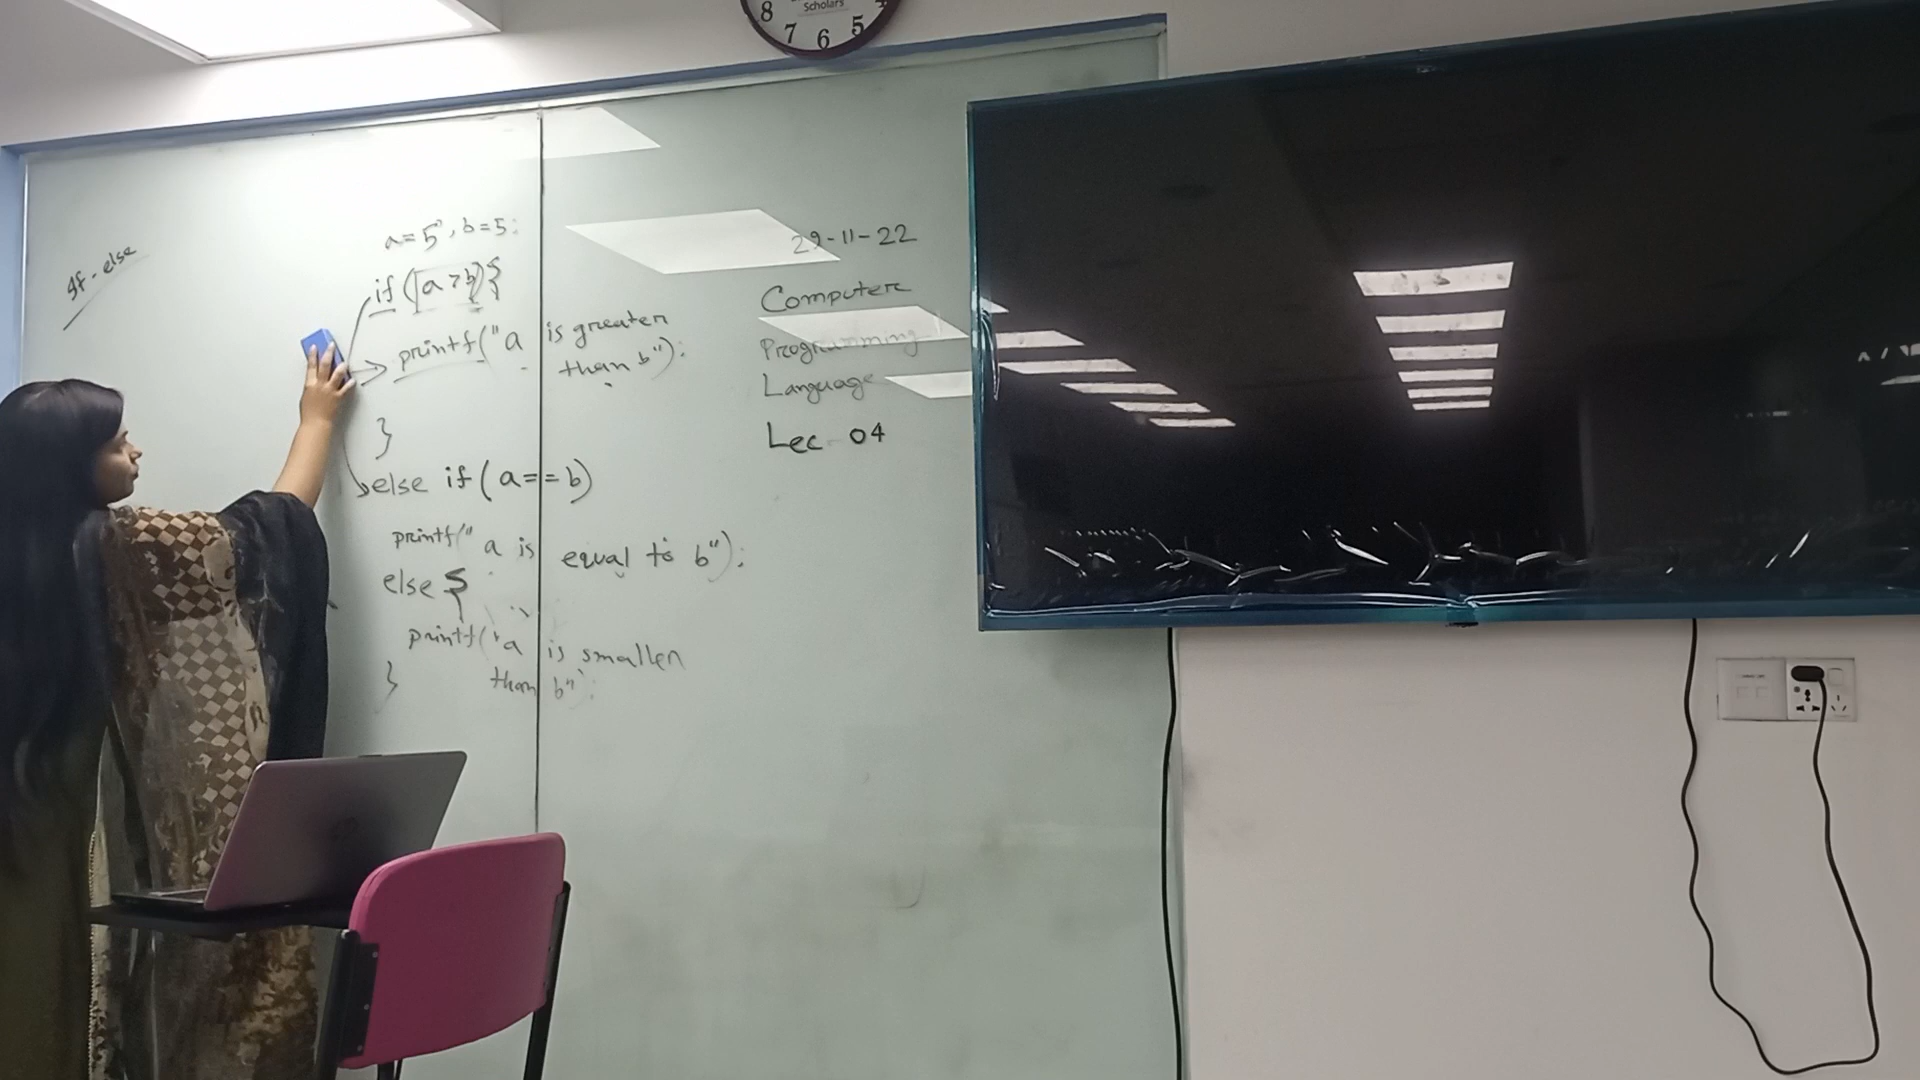 8 7 6 5
Scholars
If-else
a=5, b=5;
if (a>b){
printf("a is greater
than b");
}
else if (a==b)
printf("a is equal to b");
else {
printf("a is smaller
than b");
}
29-11-22
Computer
Programming
Language
Lec 04